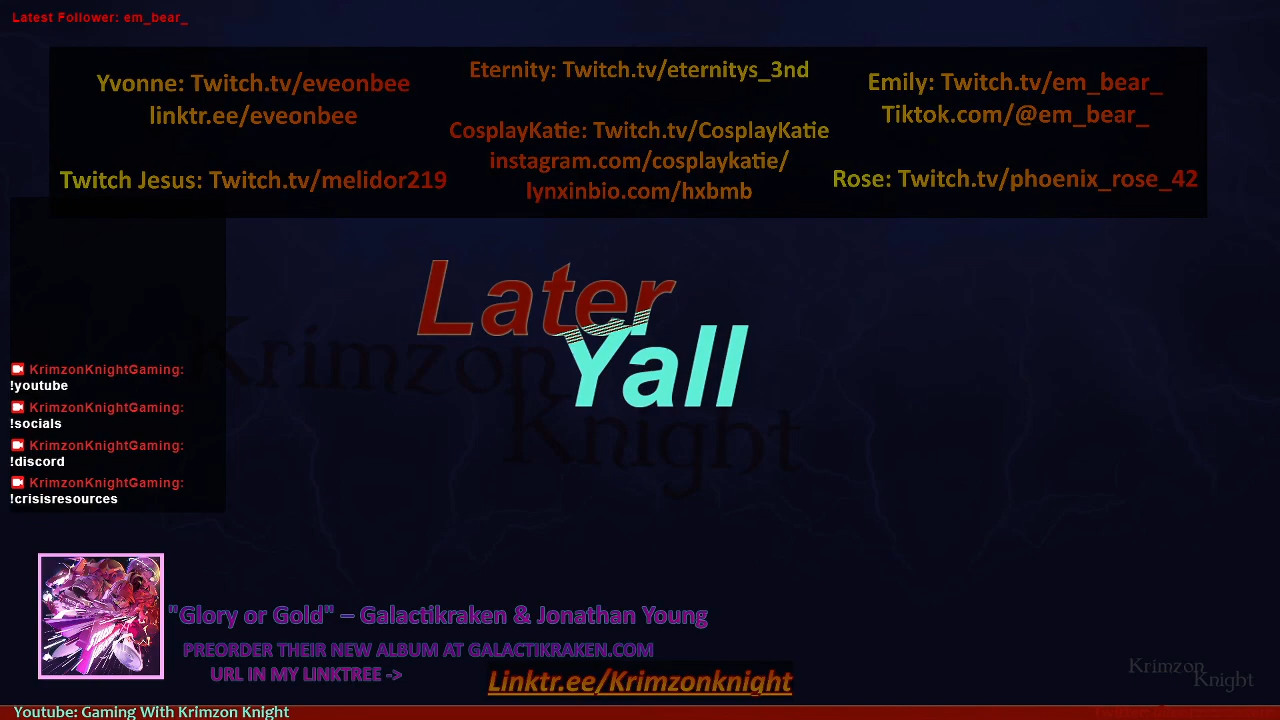 Latest Follower: em_bear_
Yvonne: Twitch.tv/eveonbee
linktr.ee/eveonbee
Twitch Jesus: Twitch.tv/melidor219
Eternity: Twitch.tv/eternitys_3nd
CosplayKatie: Twitch.tv/CosplayKatie
instagram.com/cosplaykatie/
lynxinbio.com/hxbmb
Emily: Twitch.tv/em_bear_
Tiktok.com/@em_bear_
Rose: Twitch.tv/phoenix_rose_42
Later
Yall
Krimzon
Knight
KrimzonKnightGaming:
!youtube
KrimzonKnightGaming:
!socials
KrimzonKnightGaming:
!discord
KrimzonKnightGaming:
!crisisresources
"Glory or Gold" – Galactikraken & Jonathan Young
PREORDER THEIR NEW ALBUM AT GALACTIKRAKEN.COM
URL IN MY LINKTREE ->
Linktr.ee/Krimzonknight
Krimzon
Knight
Youtube: Gaming With Krimzon Knight